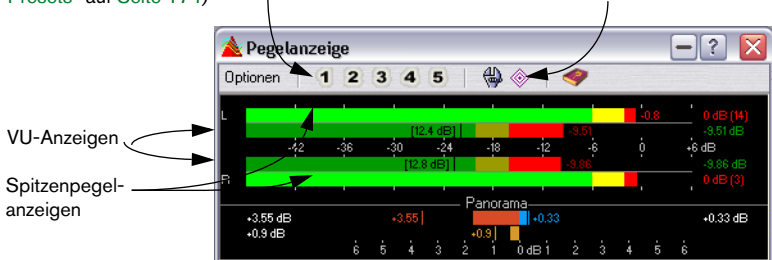 Presets" auf Seite 174)
Pegelanzeige
Optionen 1 2 3 4 5
L -0.8 0 dB (14)
[12.4 dB] -9.51 -9.51 dB
-42 -36 -30 -24 -18 -12 -6 0 +6 dB
[12.8 dB] -9.86 -9.86 dB
R 0 dB (3)
VU-Anzeigen
Spitzenpegel-
anzeigen
Panorama
+3.55 dB +3.55 +0.33 +0.33 dB
+0.9 dB +0.9
6 5 4 3 2 1 0 dB 1 2 3 4 5 6